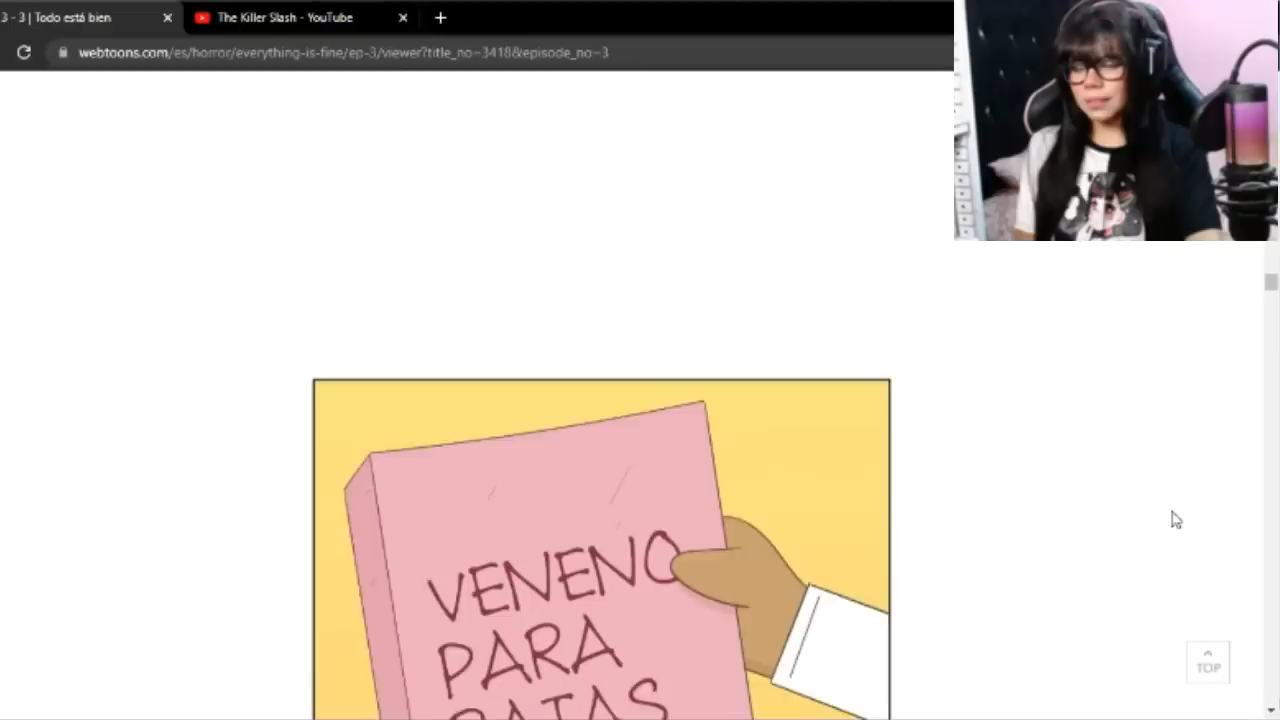 3 - 3 | Todo está bien
The Killer Slash - YouTube
webtoons.com/es/horror/everything-is-fine/ep-3/viewer?title_no=3418&episode_no=3
VENENO
PARA
RATAS
TOP